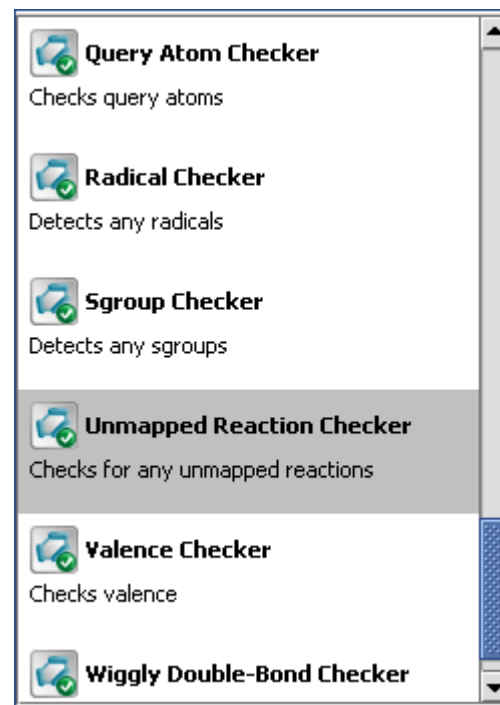 Query Atom Checker
Checks query atoms
Radical Checker
Detects any radicals
Sgroup Checker
Detects any sgroups
Unmapped Reaction Checker
Checks for any unmapped reactions
Valence Checker
Checks valence
Wiggly Double-Bond Checker